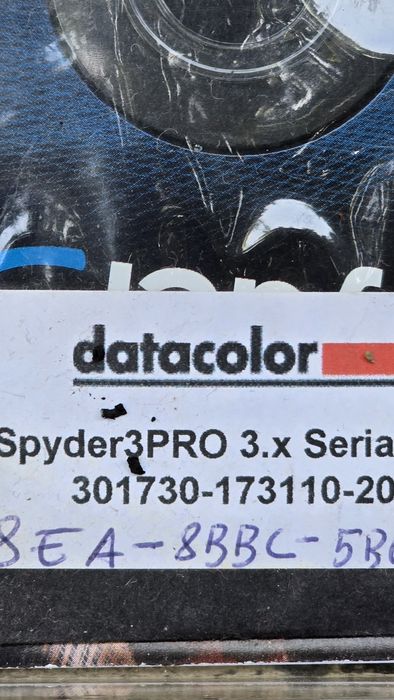 datacolor
Spyder3PRO 3.x Seria
301730-173110-20
8EA-8BBC-5B